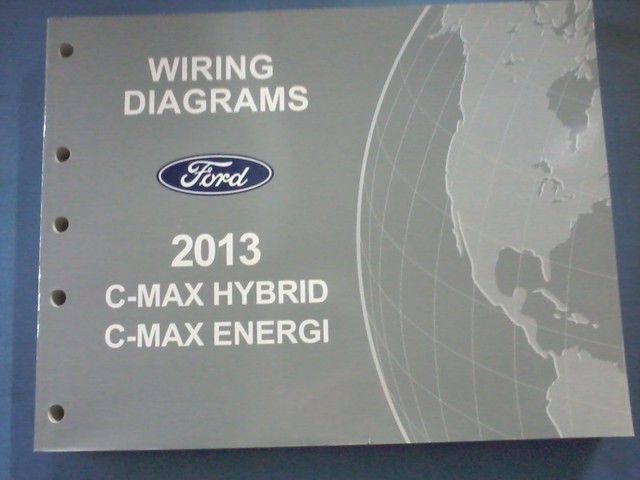 WIRING
DIAGRAMS
Ford
2013
C-MAX HYBRID
C-MAX ENERGI